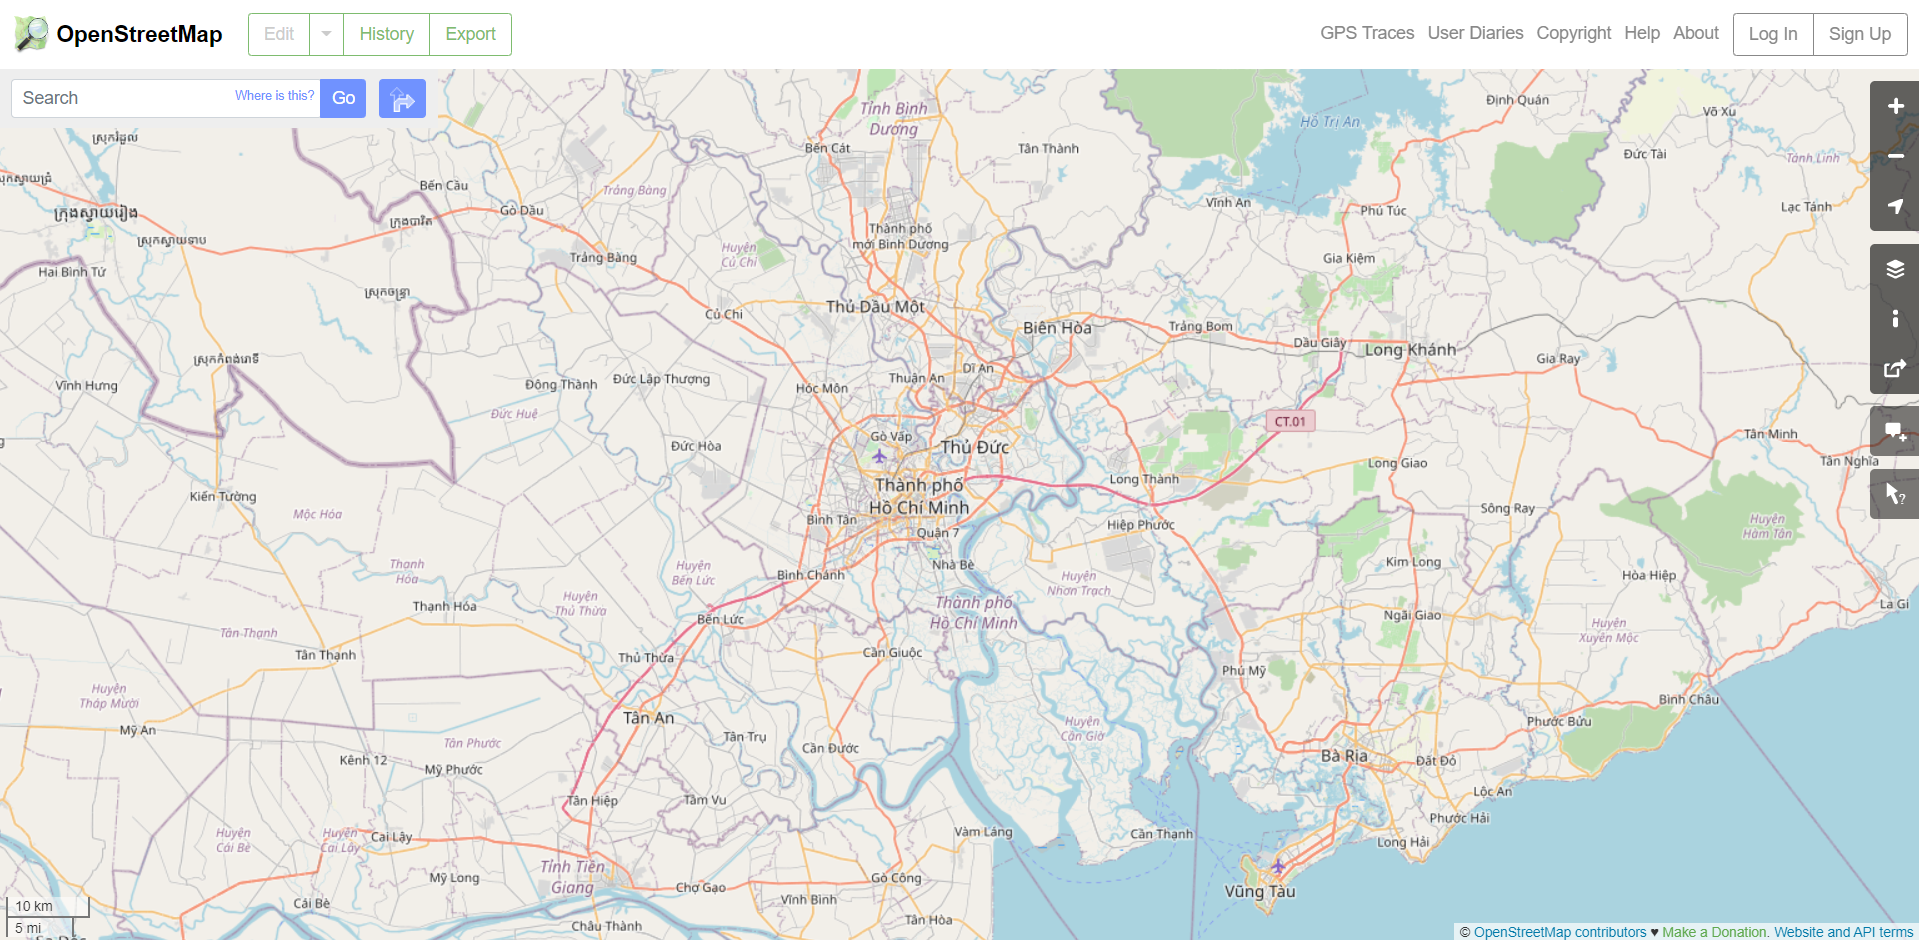 OpenStreetMap
Edit
History
Export
GPS Traces
User Diaries
Copyright
Help
About
Log In
Sign Up
Search
Where is this?
Go
Tỉnh Bình
Dương
Hồ Trị An
Định Quán
Võ Xu
ស្រុករំដួល
Bến Cát
Tân Thành
Đức Tài
Tánh Linh
Bến Cầu
Trảng Bàng
Vĩnh An
Phú Túc
Lạc Tánh
ក្រុងស្វាយរៀង
ក្រុងបាវិត
Gò Dầu
Thành phố
mới Bình Dương
ស្រុកស្វាយទាប
Huyện
Củ Chi
Trảng Bàng
Gia Kiệm
Hai Bình Tứ
ស្រុកចន្ទ្រា
Củ Chi
Thủ Dầu Một
Biên Hòa
Trảng Bom
Dầu Giây
Long Khánh
Gia Ray
ស្រុកកំពង់រោទិ៍
Vĩnh Hưng
Đông Thành
Đức Lập Thượng
Hóc Môn
Thuận An
Dĩ An
Đức Huệ
CT.01
Đức Hòa
Gò Vấp
Thủ Đức
Tân Minh
Tân Nghĩa
Long Giao
Long Thành
Kiến Tường
Thành phố
Hồ Chí Minh
Mộc Hóa
Bình Tân
Quận 7
Hiệp Phước
Sông Ray
Huyện
Hàm Tân
Thạnh
Hóa
Huyện
Bến Lức
Bình Chánh
Nhà Bè
Huyện
Nhơn Trạch
Kim Long
Hòa Hiệp
Thạnh Hóa
Huyện
Thủ Thừa
Bến Lức
Thành phố
Hồ Chí Minh
Ngãi Giao
La Gi
Huyện
Xuyên Mộc
Tân Thạnh
Tân Thạnh
Thủ Thừa
Cần Giuộc
Phú Mỹ
Huyện
Tháp Mười
Bình Châu
Mỹ An
Tân An
Tân Trụ
Huyện
Cần Giờ
Phước Bửu
Tân Phước
Cần Đước
Bà Rịa
Đất Đỏ
Kênh 12
Mỹ Phước
Tân Hiệp
Tầm Vu
Lộc An
Phước Hải
Huyện
Cái Bè
Huyện
Cai Lậy
Cai Lậy
Vàm Láng
Cần Thạnh
Long Hải
Tỉnh Tiền
Giang
Mỹ Long
Chợ Gạo
Gò Công
Vũng Tàu
Cái Bè
Vĩnh Bình
Châu Thành
Tân Hòa
10 km
5 mi
© OpenStreetMap contributors ♥ Make a Donation. Website and API terms